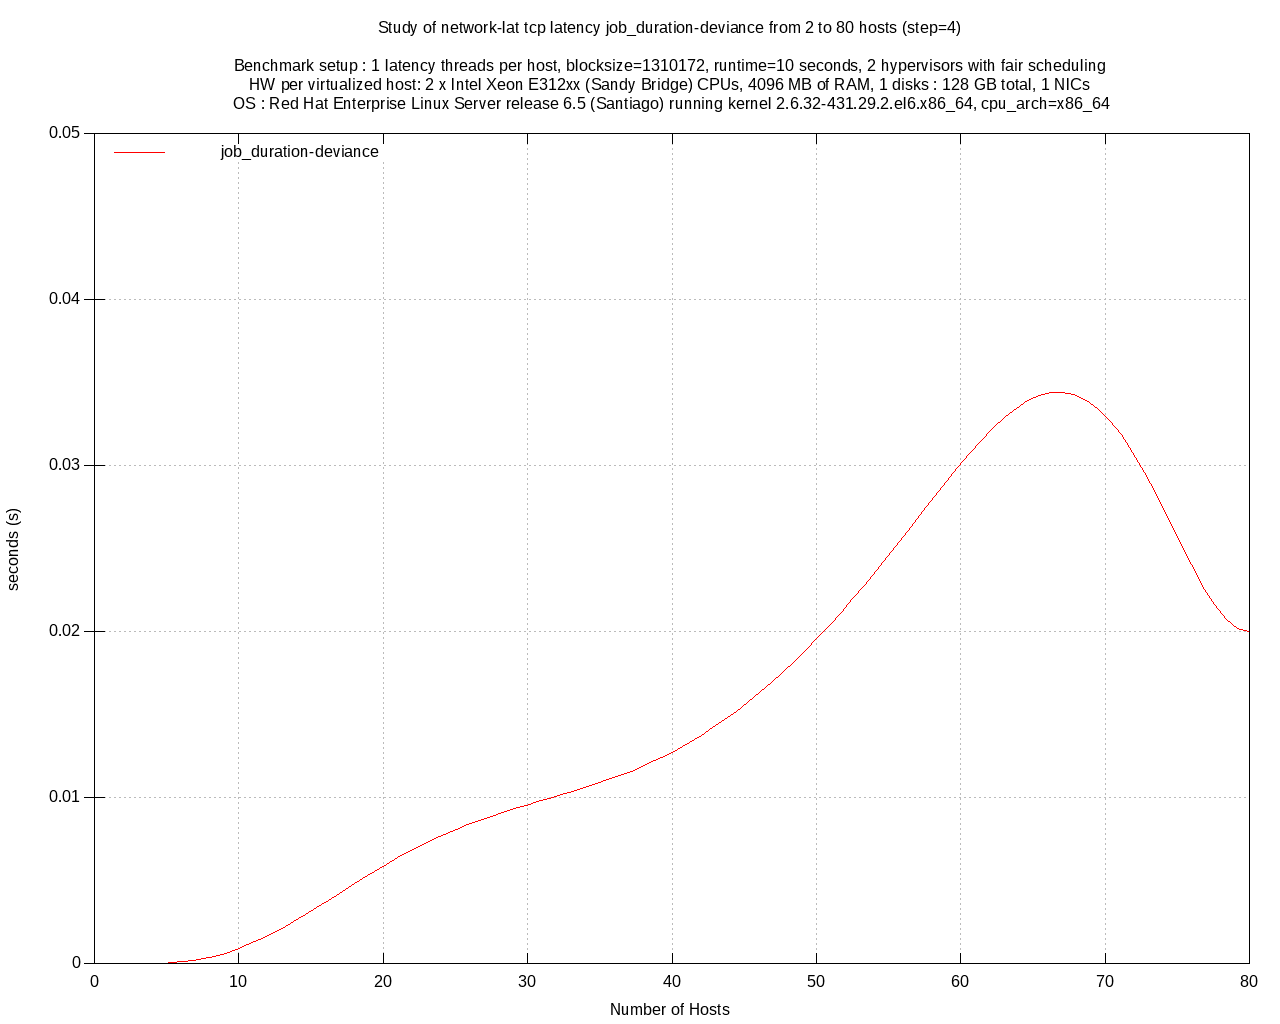 Study of network-lat tcp latency job_duration-deviance from 2 to 80 hosts (step=4)
Benchmark setup : 1 latency threads per host, blocksize=1310172, runtime=10 seconds, 2 hypervisors with fair scheduling
HW per virtualized host: 2 x Intel Xeon E312xx (Sandy Bridge) CPUs, 4096 MB of RAM, 1 disks : 128 GB total, 1 NICs
OS : Red Hat Enterprise Linux Server release 6.5 (Santiago) running kernel 2.6.32-431.29.2.el6.x86_64, cpu_arch=x86_64
job_duration-deviance
0.05
0.04
0.03
0.02
0.01
0
seconds (s)
0 10 20 30 40 50 60 70 80
Number of Hosts